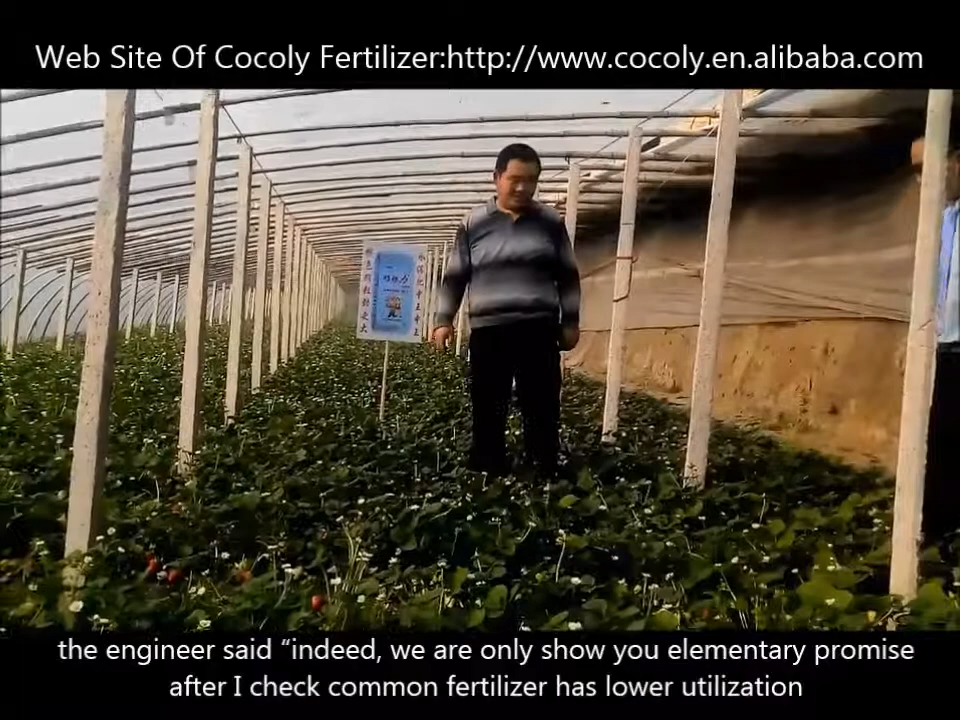 Web Site Of Cocoly Fertilizer:http://www.cocoly.en.alibaba.com
the engineer said “indeed, we are only show you elementary promise
after I check common fertilizer has lower utilization